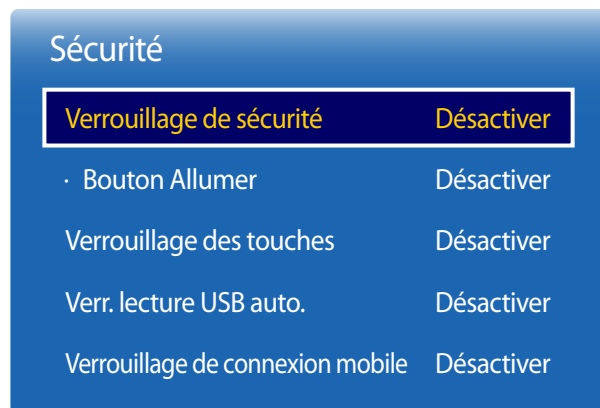 Sécurité
Verrouillage de sécurité Désactiver
· Bouton Allumer Désactiver
Verrouillage des touches Désactiver
Verr. lecture USB auto. Désactiver
Verrouillage de connexion mobile Désactiver